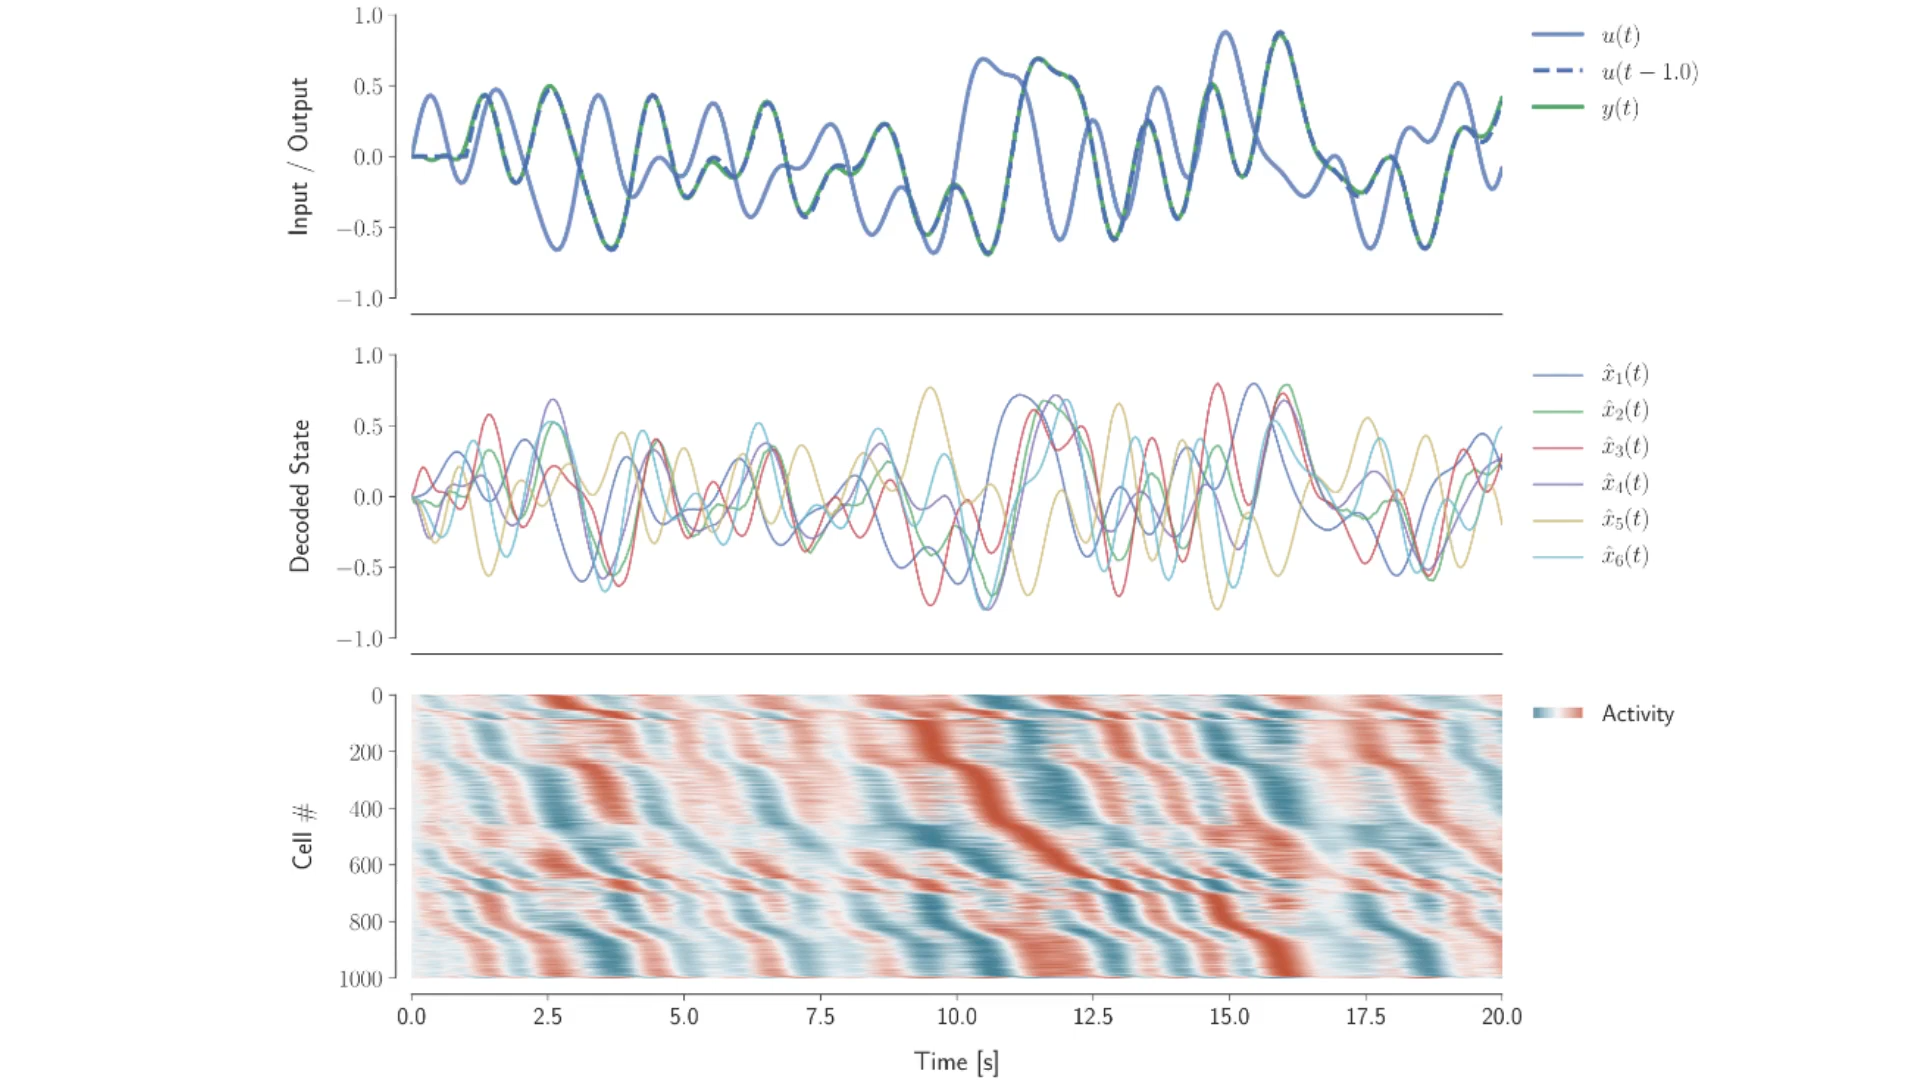 1.0
0.5
0.0
−0.5
−1.0
Input / Output
u(t)
u(t − 1.0)
y(t)
1.0
0.5
0.0
−0.5
−1.0
Decoded State
x̂₁(t)
x̂₂(t)
x̂₃(t)
x̂₄(t)
x̂₅(t)
x̂₆(t)
0
200
400
600
800
1000
Cell #
Activity
0.0 2.5 5.0 7.5 10.0 12.5 15.0 17.5 20.0
Time [s]